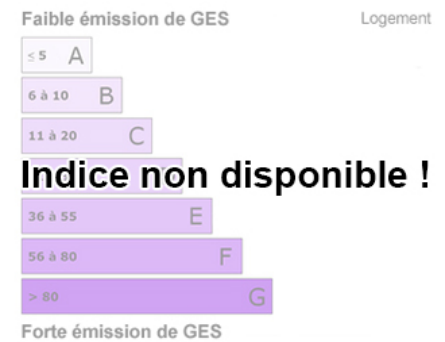 Faible émission de GES
Logement
≤ 5 A
6 à 10 B
11 à 20 C
Indice non disponible !
36 à 55 E
56 à 80 F
> 80 G
Forte émission de GES